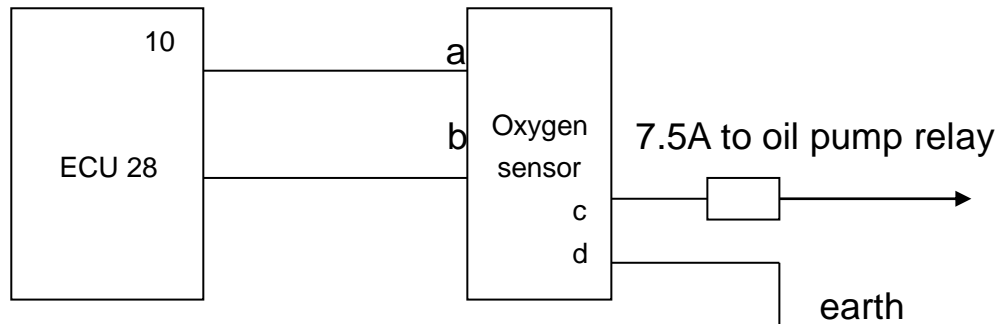 10
a
b
ECU 28
Oxygen
sensor
7.5A to oil pump relay
c
d
earth